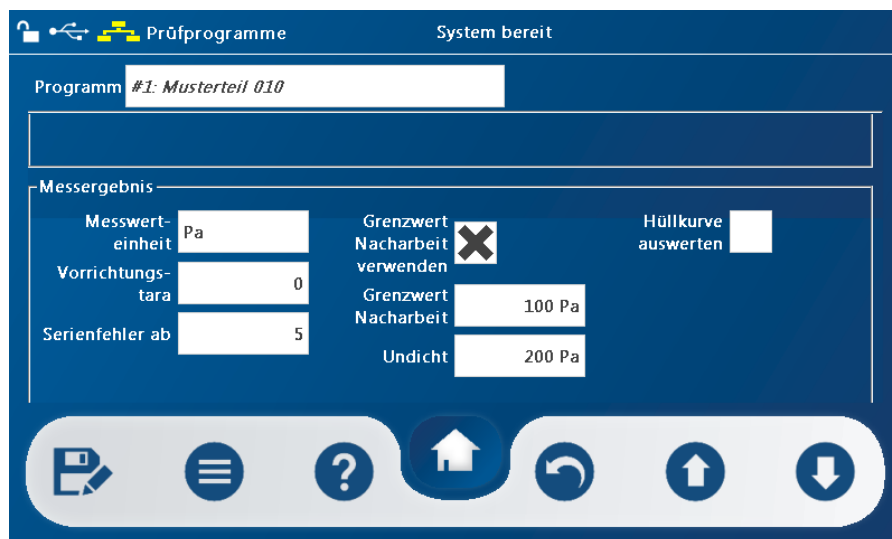 Prüfprogramme
System bereit
Programm #1: Musterteil 010
Messergebnis
Messwert-
einheit
Pa
Vorrichtungs-
tara
0
Serienfehler ab
5
Grenzwert
Nacharbeit
verwenden
Grenzwert
Nacharbeit
100 Pa
Undicht
200 Pa
Hüllkurve
auswerten
?